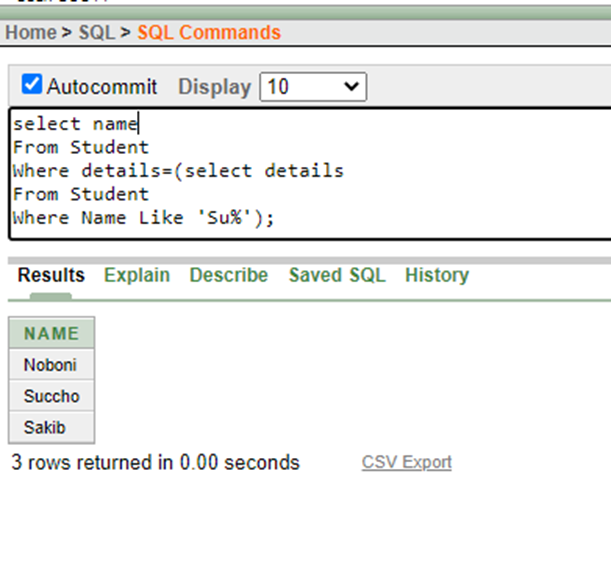 Home > SQL > SQL Commands
Autocommit Display 10
select name
From Student
Where details=(select details
From Student
Where Name Like 'Su%');
Results Explain Describe Saved SQL History
NAME
Noboni
Succho
Sakib
3 rows returned in 0.00 seconds CSV Export